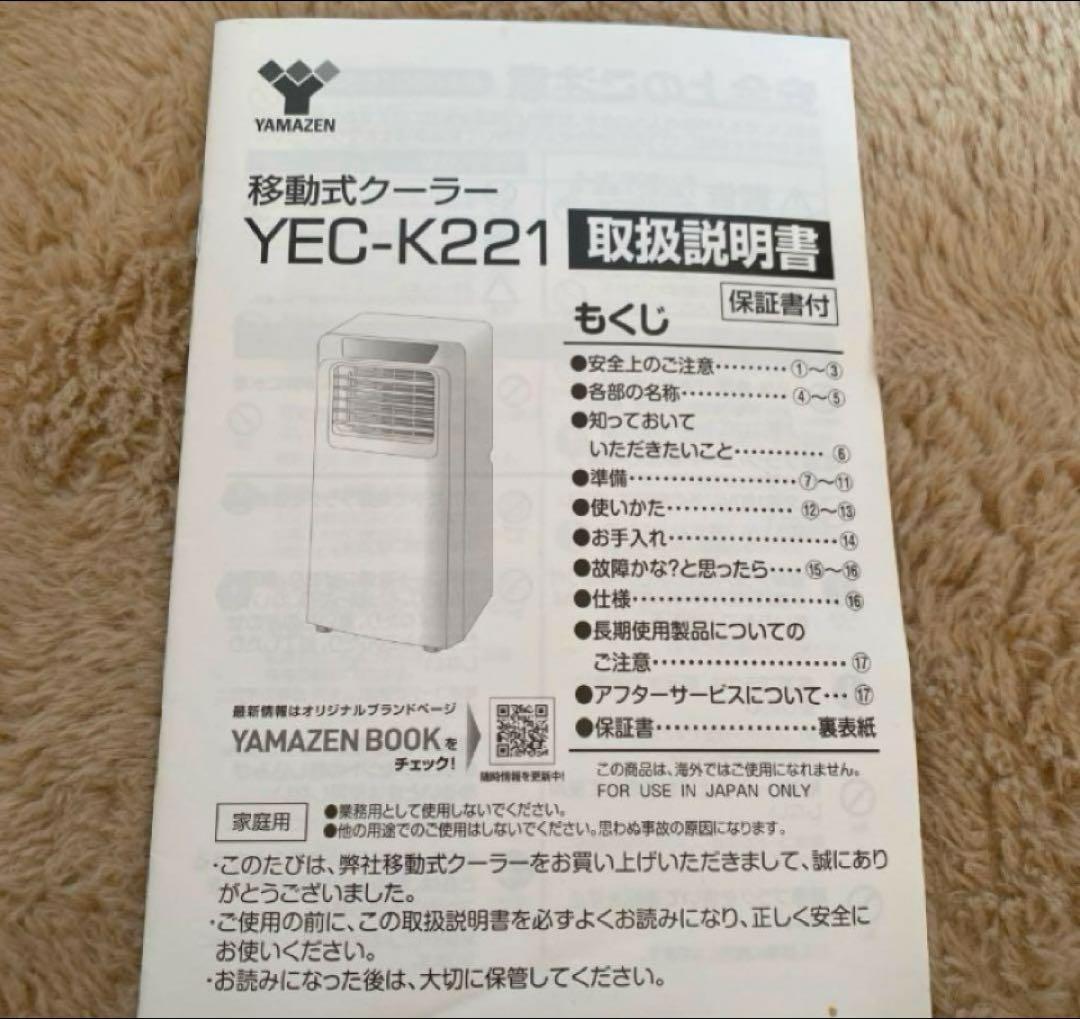 YAMAZEN
移動式クーラー
YEC-K221 取扱説明書
保証書付
もくじ
●安全上のご注意‥‥‥‥‥①〜③
●各部の名称‥‥‥‥‥‥④〜⑤
●知っておいて
いただきたいこと‥‥‥‥‥⑥
●準備‥‥‥‥‥‥‥‥‥⑦〜⑪
●使いかた‥‥‥‥‥‥‥⑫〜⑬
●お手入れ‥‥‥‥‥‥‥‥‥⑭
●故障かな?と思ったら‥‥⑮〜⑯
●仕様‥‥‥‥‥‥‥‥‥‥‥⑯
●長期使用製品についての
ご注意‥‥‥‥‥‥‥‥‥‥⑰
●アフターサービスについて‥‥⑰
●保証書‥‥‥‥‥‥‥‥裏表紙
最新情報はオリジナルブランドページ
YAMAZEN BOOKを
チェック!
随時情報を更新中!
この商品は、海外ではご使用になれません。
FOR USE IN JAPAN ONLY
家庭用
●業務用として使用しないでください。
●他の用途でのご使用はしないでください。思わぬ事故の原因になります。
・このたびは、弊社移動式クーラーをお買い上げいただきまして、誠にあり
がとうございました。
・ご使用の前に、この取扱説明書を必ずよくお読みになり、正しく安全に
お使いください。
・お読みになった後は、大切に保管してください。